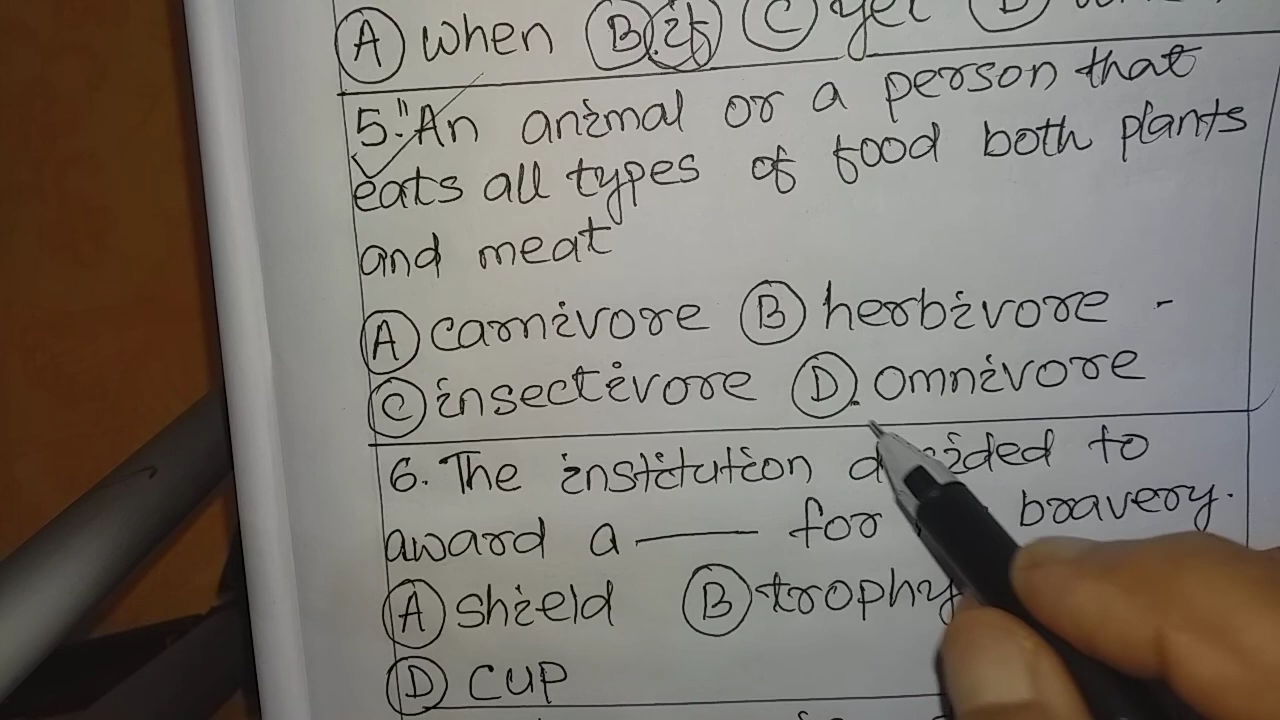 A when B. if C yet D
5." An animal or a person that
eats all types of food both plants
and meat
A carnivore B herbivore -
C insectivore D. omnivore
6. The institution decided to
award a —— for bravery.
A shield B trophy
D cup